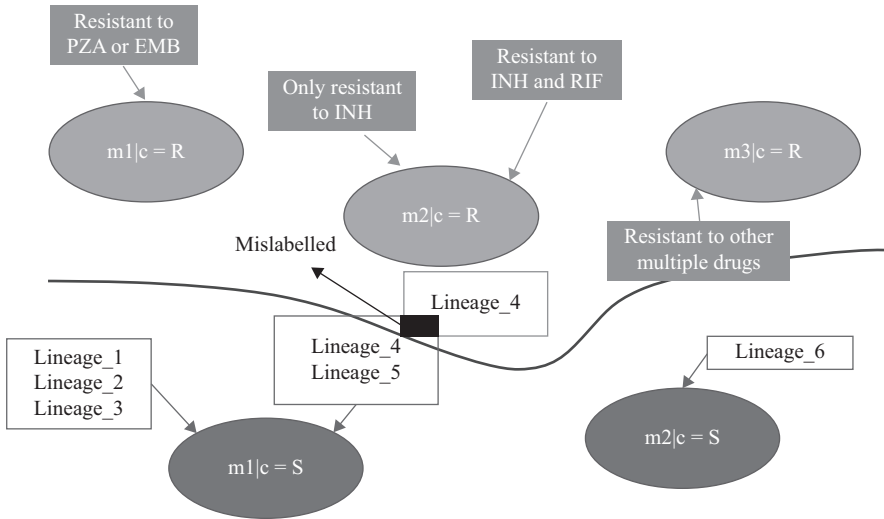 Resistant to
PZA or EMB
Only resistant
to INH
Resistant to
INH and RIF
m1|c = R
m2|c = R
m3|c = R
Resistant to other
multiple drugs
Mislabelled
Lineage_4
Lineage_4
Lineage_5
Lineage_1
Lineage_2
Lineage_3
Lineage_6
m1|c = S
m2|c = S